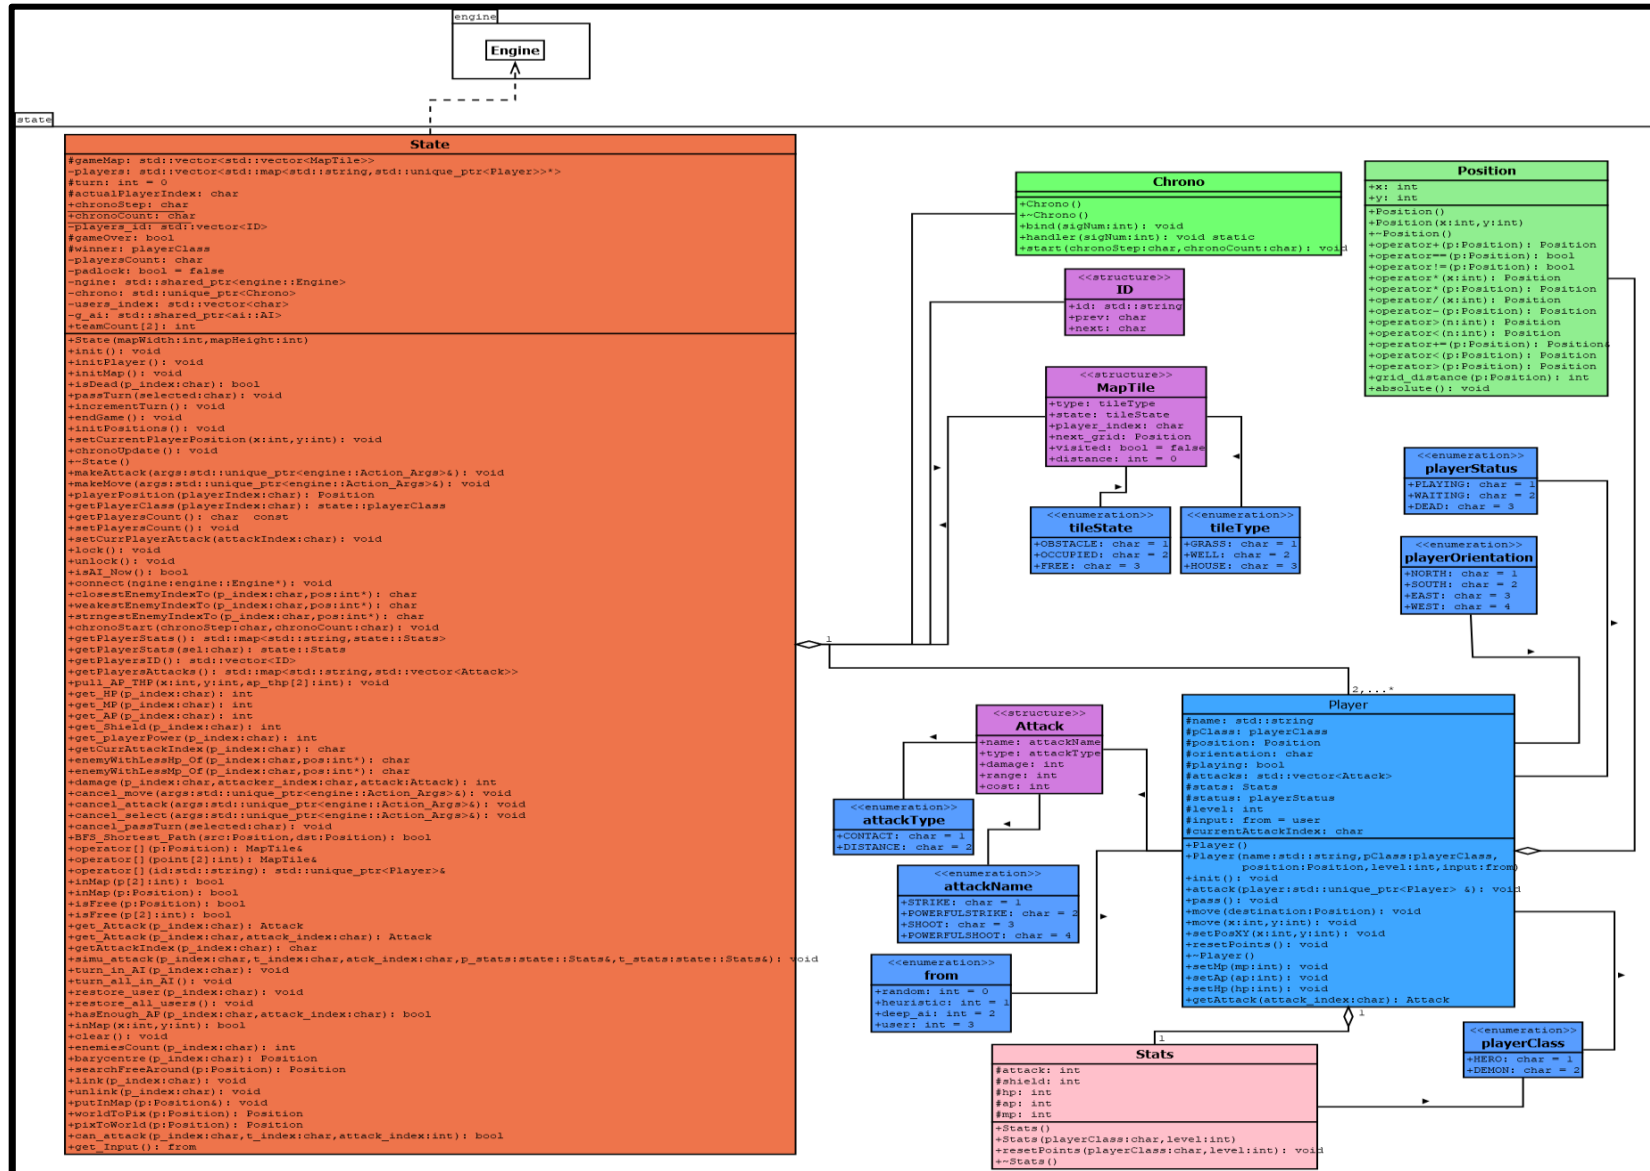 engine
Engine
state
State
#gameMap: std::vector<std::vector<MapTile>>
-players: std::vector<std::map<std::string,std::unique_ptr<Player>>*>
#turn: int = 0
#actualPlayerIndex: char
+chronoStep: char
+chronoCount: char
-players_id: std::vector<ID>
#gameOver: bool
#winner: playerClass
-playersCount: char
-padlock: bool = false
-ngine: std::shared_ptr<engine::Engine>
-chrono: std::unique_ptr<Chrono>
-users_index: std::vector<char>
-g_ai: std::shared_ptr<ai::AI>
+teamCount[2]: int
+State(mapWidth:int,mapHeight:int)
+init(): void
+initPlayer(): void
+initMap(): void
+isDead(p_index:char): bool
+passTurn(selected:char): void
+incrementTurn(): void
+endGame(): void
+initPositions(): void
+setCurrentPlayerPosition(x:int,y:int): void
+chronoUpdate(): void
+~State()
+makeAttack(args:std::unique_ptr<engine::Action_Args>&): void
+makeMove(args:std::unique_ptr<engine::Action_Args>&): void
+playerPosition(playerIndex:char): Position
+getPlayerClass(playerIndex:char): state::playerClass
+getPlayersCount(): char const
+setPlayersCount(): void
+setCurrPlayerAttack(attackIndex:char): void
+lock(): void
+unlock(): void
+isAI_Now(): bool
+connect(ngine:engine::Engine*): void
+closestEnemyIndexTo(p_index:char,pos:int*): char
+weakestEnemyIndexTo(p_index:char,pos:int*): char
+strngestEnemyIndexTo(p_index:char,pos:int*): char
+chronoStart(chronoStep:char,chronoCount:char): void
+getPlayerStats(): std::map<std::string,state::Stats>
+getPlayerStats(sel:char): state::Stats
+getPlayersID(): std::vector<ID>
+getPlayersAttacks(): std::map<std::string,std::vector<Attack>>
+pull_AP_THP(x:int,y:int,ap_thp[2]:int): void
+get_HP(p_index:char): int
+get_MP(p_index:char): int
+get_AP(p_index:char): int
+get_Shield(p_index:char): int
+get_playerPower(p_index:char): int
+getCurrAttackIndex(p_index:char): char
+enemyWithLessHp_Of(p_index:char,pos:int*): char
+enemyWithLessMp_Of(p_index:char,pos:int*): char
+damage(p_index:char,attacker_index:char,attack:Attack): int
+cancel_move(args:std::unique_ptr<engine::Action_Args>&): void
+cancel_attack(args:std::unique_ptr<engine::Action_Args>&): void
+cancel_select(args:std::unique_ptr<engine::Action_Args>&): void
+cancel_passTurn(selected:char): void
+BFS_Shortest_Path(src:Position,dst:Position): bool
+operator[](p:Position): MapTile&
+operator[](point[2]:int): MapTile&
+operator[](id:std::string): std::unique_ptr<Player>&
+inMap(p[2]:int): bool
+inMap(p:Position): bool
+isFree(p:Position): bool
+isFree(p[2]:int): bool
+get_Attack(p_index:char): Attack
+get_Attack(p_index:char,attack_index:char): Attack
+getAttackIndex(p_index:char): char
+simu_attack(p_index:char,t_index:char,atck_index:char,p_stats:state::Stats&,t_stats:state::Stats&): void
+turn_in_AI(p_index:char): void
+turn_all_in_AI(): void
+restore_user(p_index:char): void
+restore_all_users(): void
+hasEnough_AP(p_index:char,attack_index:char): bool
+inMap(x:int,y:int): bool
+clear(): void
+enemiesCount(p_index:char): int
+barycentre(p_index:char): Position
+searchFreeAround(p:Position): Position
+link(p_index:char): void
+unlink(p_index:char): void
+putInMap(p:Position&): void
+worldToPix(p:Position): Position
+pixToWorld(p:Position): Position
+can_attack(p_index:char,t_index:char,attack_index:int): bool
+get_Input(): from
Chrono
+Chrono()
+~Chrono()
+bind(sigNum:int): void
+handler(sigNum:int): void static
+start(chronoStep:char,chronoCount:char): void
<<structure>>
ID
+id: std::string
+prev: char
+next: char
<<structure>>
MapTile
+type: tileType
+state: tileState
+player_index: char
+next_grid: Position
+visited: bool = false
+distance: int = 0
<<enumeration>>
tileState
+OBSTACLE: char = 1
+OCCUPIED: char = 2
+FREE: char = 3
<<enumeration>>
tileType
+GRASS: char = 1
+WELL: char = 2
+HOUSE: char = 3
Position
+x: int
+y: int
+Position()
+Position(x:int,y:int)
+~Position()
+operator+(p:Position): Position
+operator==(p:Position): bool
+operator!=(p:Position): bool
+operator*(x:int): Position
+operator*(p:Position): Position
+operator/(x:int): Position
+operator-(p:Position): Position
+operator>(n:int): Position
+operator<(n:int): Position
+operator+=(p:Position): Position&
+operator<(p:Position): Position
+operator>(p:Position): Position
+grid_distance(p:Position): int
+absolute(): void
<<enumeration>>
playerStatus
+PLAYING: char = 1
+WAITING: char = 2
+DEAD: char = 3
<<enumeration>>
playerOrientation
+NORTH: char = 1
+SOUTH: char = 2
+EAST: char = 3
+WEST: char = 4
1
2,...*
Player
#name: std::string
#pClass: playerClass
#position: Position
#orientation: char
#playing: bool
#attacks: std::vector<Attack>
#stats: Stats
#status: playerStatus
#level: int
#input: from = user
#currentAttackIndex: char
+Player()
+Player(name:std::string,pClass:playerClass,
position:Position,level:int,input:from)
+init(): void
+attack(player:std::unique_ptr<Player> &): void
+pass(): void
+move(destination:Position): void
+move(x:int,y:int): void
+setPosXY(x:int,y:int): void
+resetPoints(): void
+~Player()
+setMp(mp:int): void
+setAp(ap:int): void
+setHp(hp:int): void
+getAttack(attack_index:char): Attack
<<structure>>
Attack
+name: attackName
+type: attackType
+damage: int
+range: int
+cost: int
<<enumeration>>
attackType
+CONTACT: char = 1
+DISTANCE: char = 2
<<enumeration>>
attackName
+STRIKE: char = 1
+POWERFULSTRIKE: char = 2
+SHOOT: char = 3
+POWERFULSHOOT: char = 4
<<enumeration>>
from
+random: int = 0
+heuristic: int = 1
+deep_ai: int = 2
+user: int = 3
1
1
Stats
#attack: int
#shield: int
#hp: int
#ap: int
#mp: int
+Stats()
+Stats(playerClass:char,level:int)
+resetPoints(playerClass:char,level:int): void
+~Stats()
<<enumeration>>
playerClass
+HERO: char = 1
+DEMON: char = 2